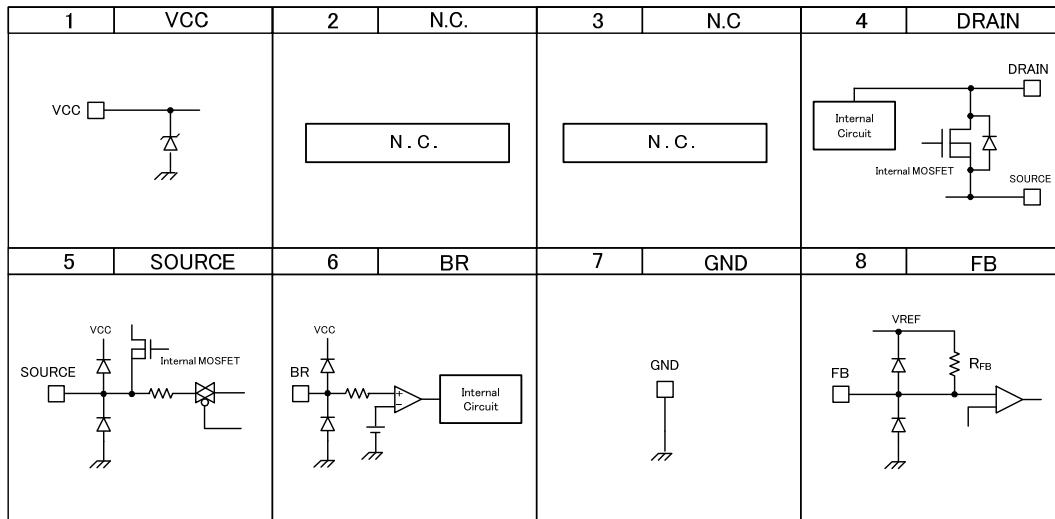 1 VCC 2 N.C. 3 N.C 4 DRAIN
VCC
N.C.
N.C.
DRAIN
Internal
Circuit
Internal MOSFET
SOURCE
5 SOURCE 6 BR 7 GND 8 FB
VCC
Internal MOSFET
SOURCE
VCC
BR
+
−
Internal
Circuit
GND
VREF
RFB
FB